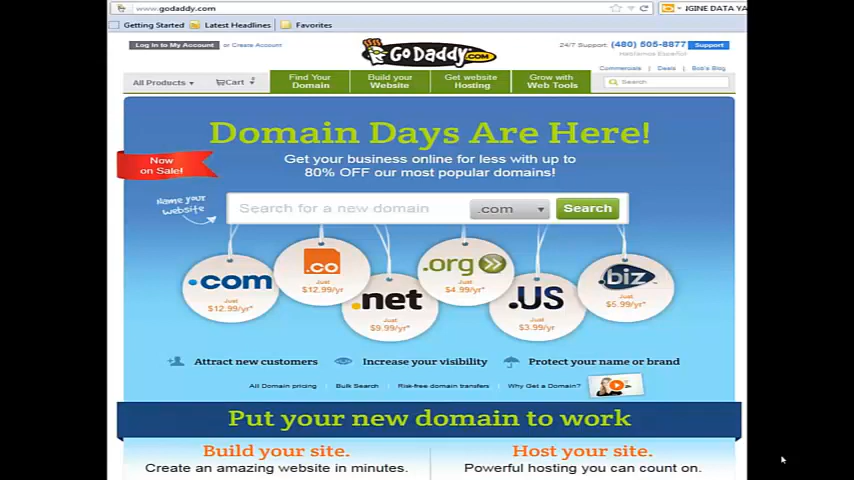 www.godaddy.com
JGINE DATA YA
Getting Started
Latest Headlines
Favorites
Log In to My Account or Create Account
GoDaddy.COM
24/7 Support: (480) 505-8877 Support
Hablamos Español
Commercials Deals Bob's Blog
All Products
Cart
Find Your Domain
Build your Website
Get website Hosting
Grow with Web Tools
Search
Domain Days Are Here!
Now on Sale!
Get your business online for less with up to
80% OFF our most popular domains!
Name your website
Search for a new domain
.com
Search
.com
Just
$12.99/yr*
.co
Just
$12.99/yr
.net
Just
$9.99/yr*
.org
Just
$4.99/yr*
.US
Just
$3.99/yr*
.biz
Just
$5.99/yr*
Attract new customers
Increase your visibility
Protect your name or brand
All Domain pricing
Bulk Search
Risk-free domain transfers
Why Get a Domain?
Put your new domain to work
Build your site.
Create an amazing website in minutes.
Host your site.
Powerful hosting you can count on.